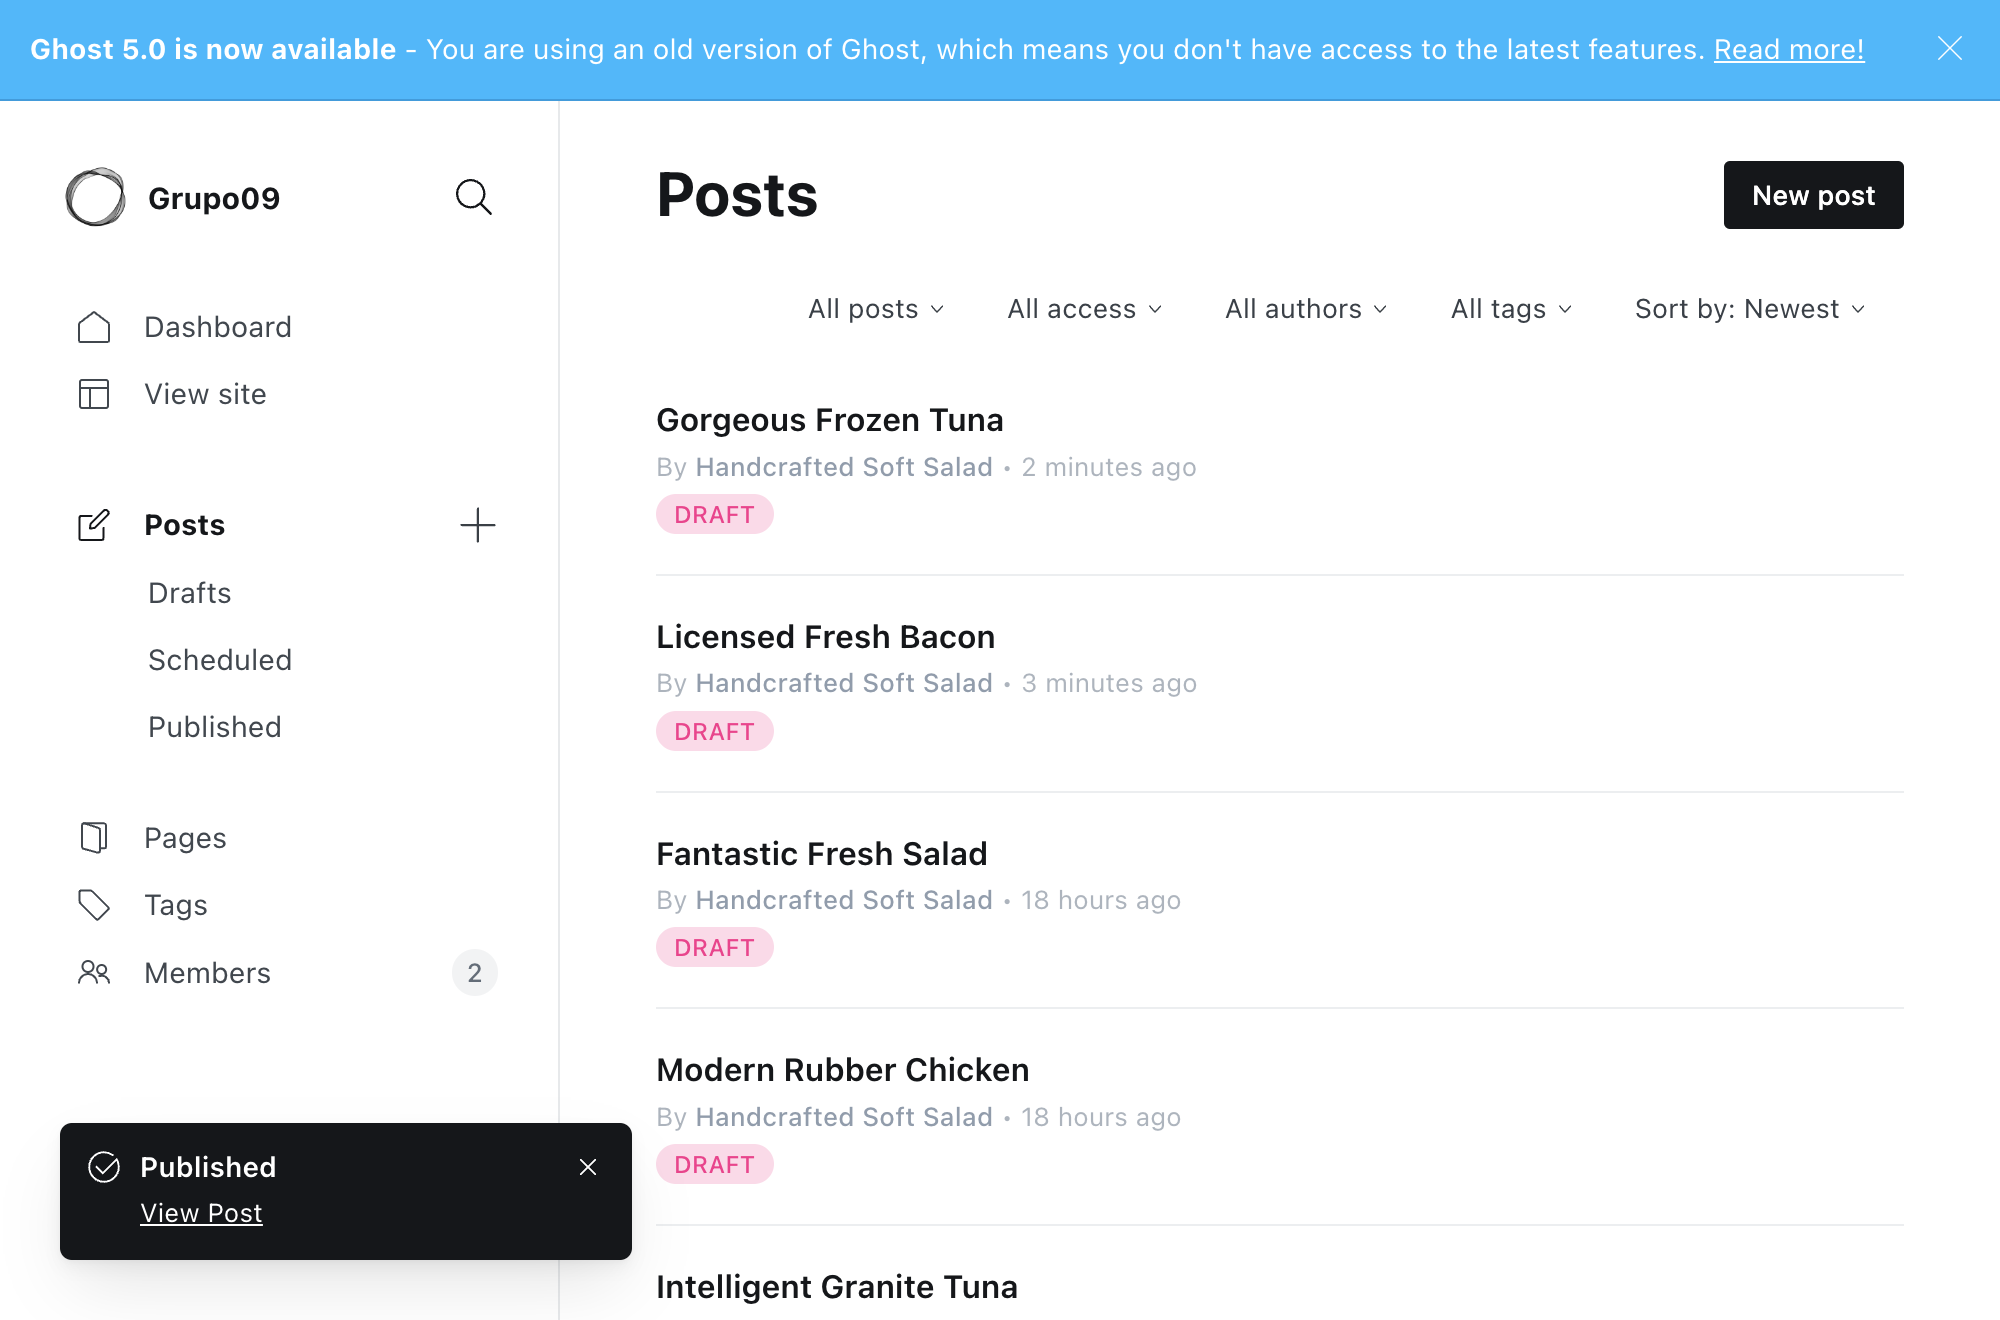 Ghost 5.0 is now available - You are using an old version of Ghost, which means you don't have access to the latest features. Read more!
Grupo09
Dashboard
View site
Posts
Drafts
Scheduled
Published
Pages
Tags
Members 2
Published
View Post
Posts
New post
All posts All access All authors All tags Sort by: Newest
Gorgeous Frozen Tuna
By Handcrafted Soft Salad • 2 minutes ago
DRAFT
Licensed Fresh Bacon
By Handcrafted Soft Salad • 3 minutes ago
DRAFT
Fantastic Fresh Salad
By Handcrafted Soft Salad • 18 hours ago
DRAFT
Modern Rubber Chicken
By Handcrafted Soft Salad • 18 hours ago
DRAFT
Intelligent Granite Tuna